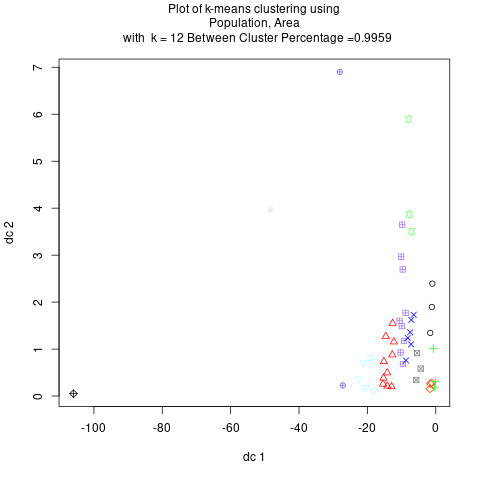 Plot of k-means clustering using
Population, Area
with k = 12 Between Cluster Percentage =0.9959
dc 2
7
6
5
4
3
2
1
0
-100 -80 -60 -40 -20 0
dc 1